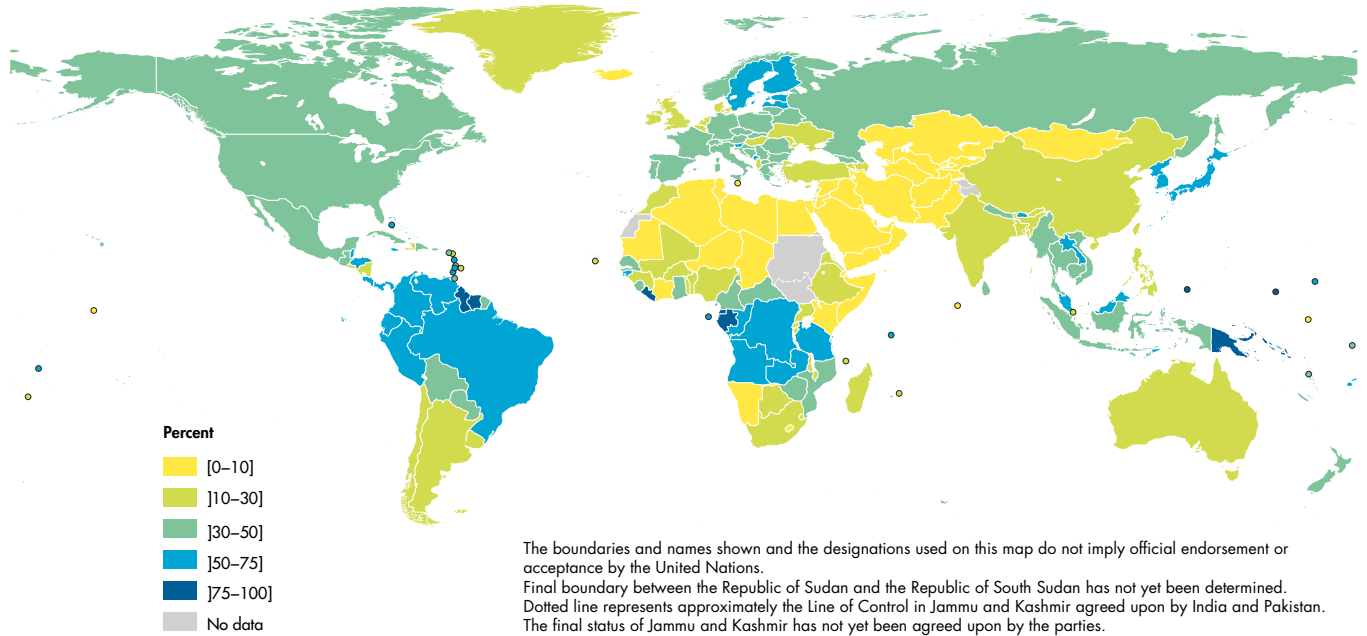 Percent
[0–10]
]10–30]
]30–50]
]50–75]
]75–100]
No data
The boundaries and names shown and the designations used on this map do not imply official endorsement or
acceptance by the United Nations.
Final boundary between the Republic of Sudan and the Republic of South Sudan has not yet been determined.
Dotted line represents approximately the Line of Control in Jammu and Kashmir agreed upon by India and Pakistan.
The final status of Jammu and Kashmir has not yet been agreed upon by the parties.